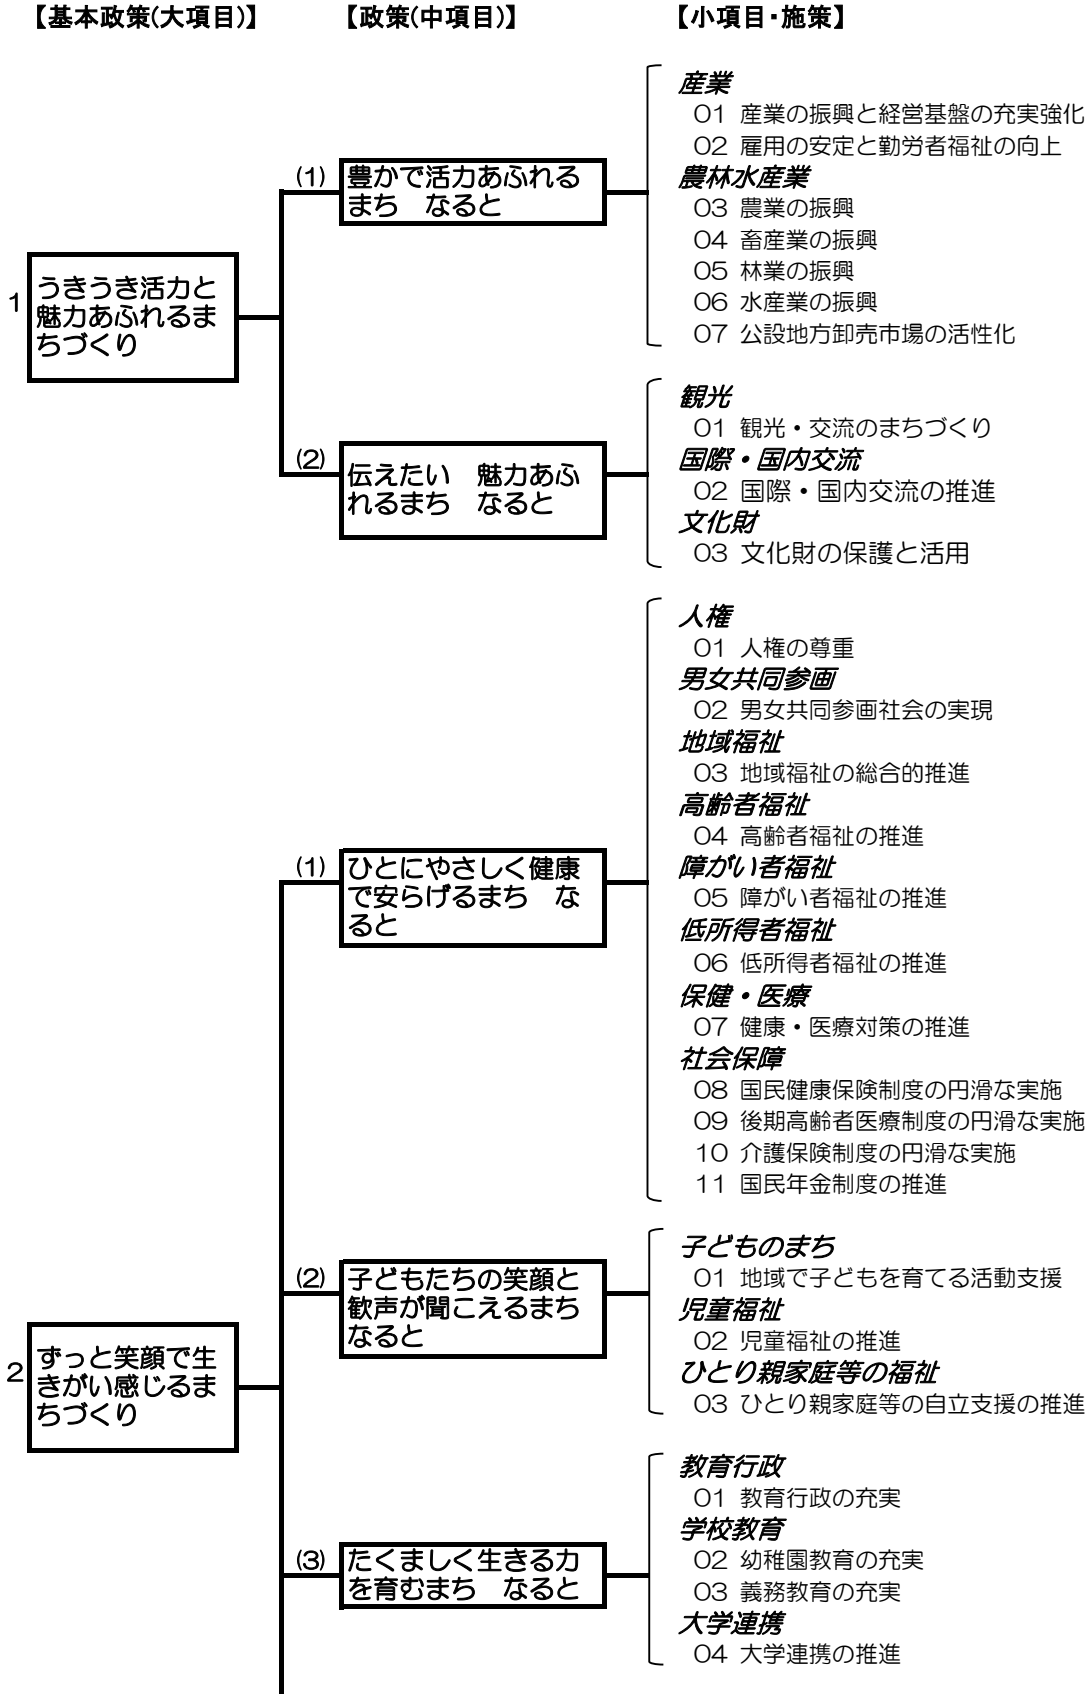 【基本政策(大項目)】 【政策(中項目)】 【小項目・施策】
1
うきうき活力と
魅力あふれるま
ちづくり
(1)
豊かで活力あふれる
まち　なると
産業
01 産業の振興と経営基盤の充実強化
02 雇用の安定と勤労者福祉の向上
農林水産業
03 農業の振興
04 畜産業の振興
05 林業の振興
06 水産業の振興
07 公設地方卸売市場の活性化
(2)
伝えたい　魅力あふ
れるまち　なると
観光
01 観光・交流のまちづくり
国際・国内交流
02 国際・国内交流の推進
文化財
03 文化財の保護と活用
2
ずっと笑顔で生
きがい感じるま
ちづくり
(1)
ひとにやさしく健康
で安らげるまち　な
ると
人権
01 人権の尊重
男女共同参画
02 男女共同参画社会の実現
地域福祉
03 地域福祉の総合的推進
高齢者福祉
04 高齢者福祉の推進
障がい者福祉
05 障がい者福祉の推進
低所得者福祉
06 低所得者福祉の推進
保健・医療
07 健康・医療対策の推進
社会保障
08 国民健康保険制度の円滑な実施
09 後期高齢者医療制度の円滑な実施
10 介護保険制度の円滑な実施
11 国民年金制度の推進
(2)
子どもたちの笑顔と
歓声が聞こえるまち
なると
子どものまち
01 地域で子どもを育てる活動支援
児童福祉
02 児童福祉の推進
ひとり親家庭等の福祉
03 ひとり親家庭等の自立支援の推進
(3)
たくましく生きる力
を育むまち　なると
教育行政
01 教育行政の充実
学校教育
02 幼稚園教育の充実
03 義務教育の充実
大学連携
04 大学連携の推進